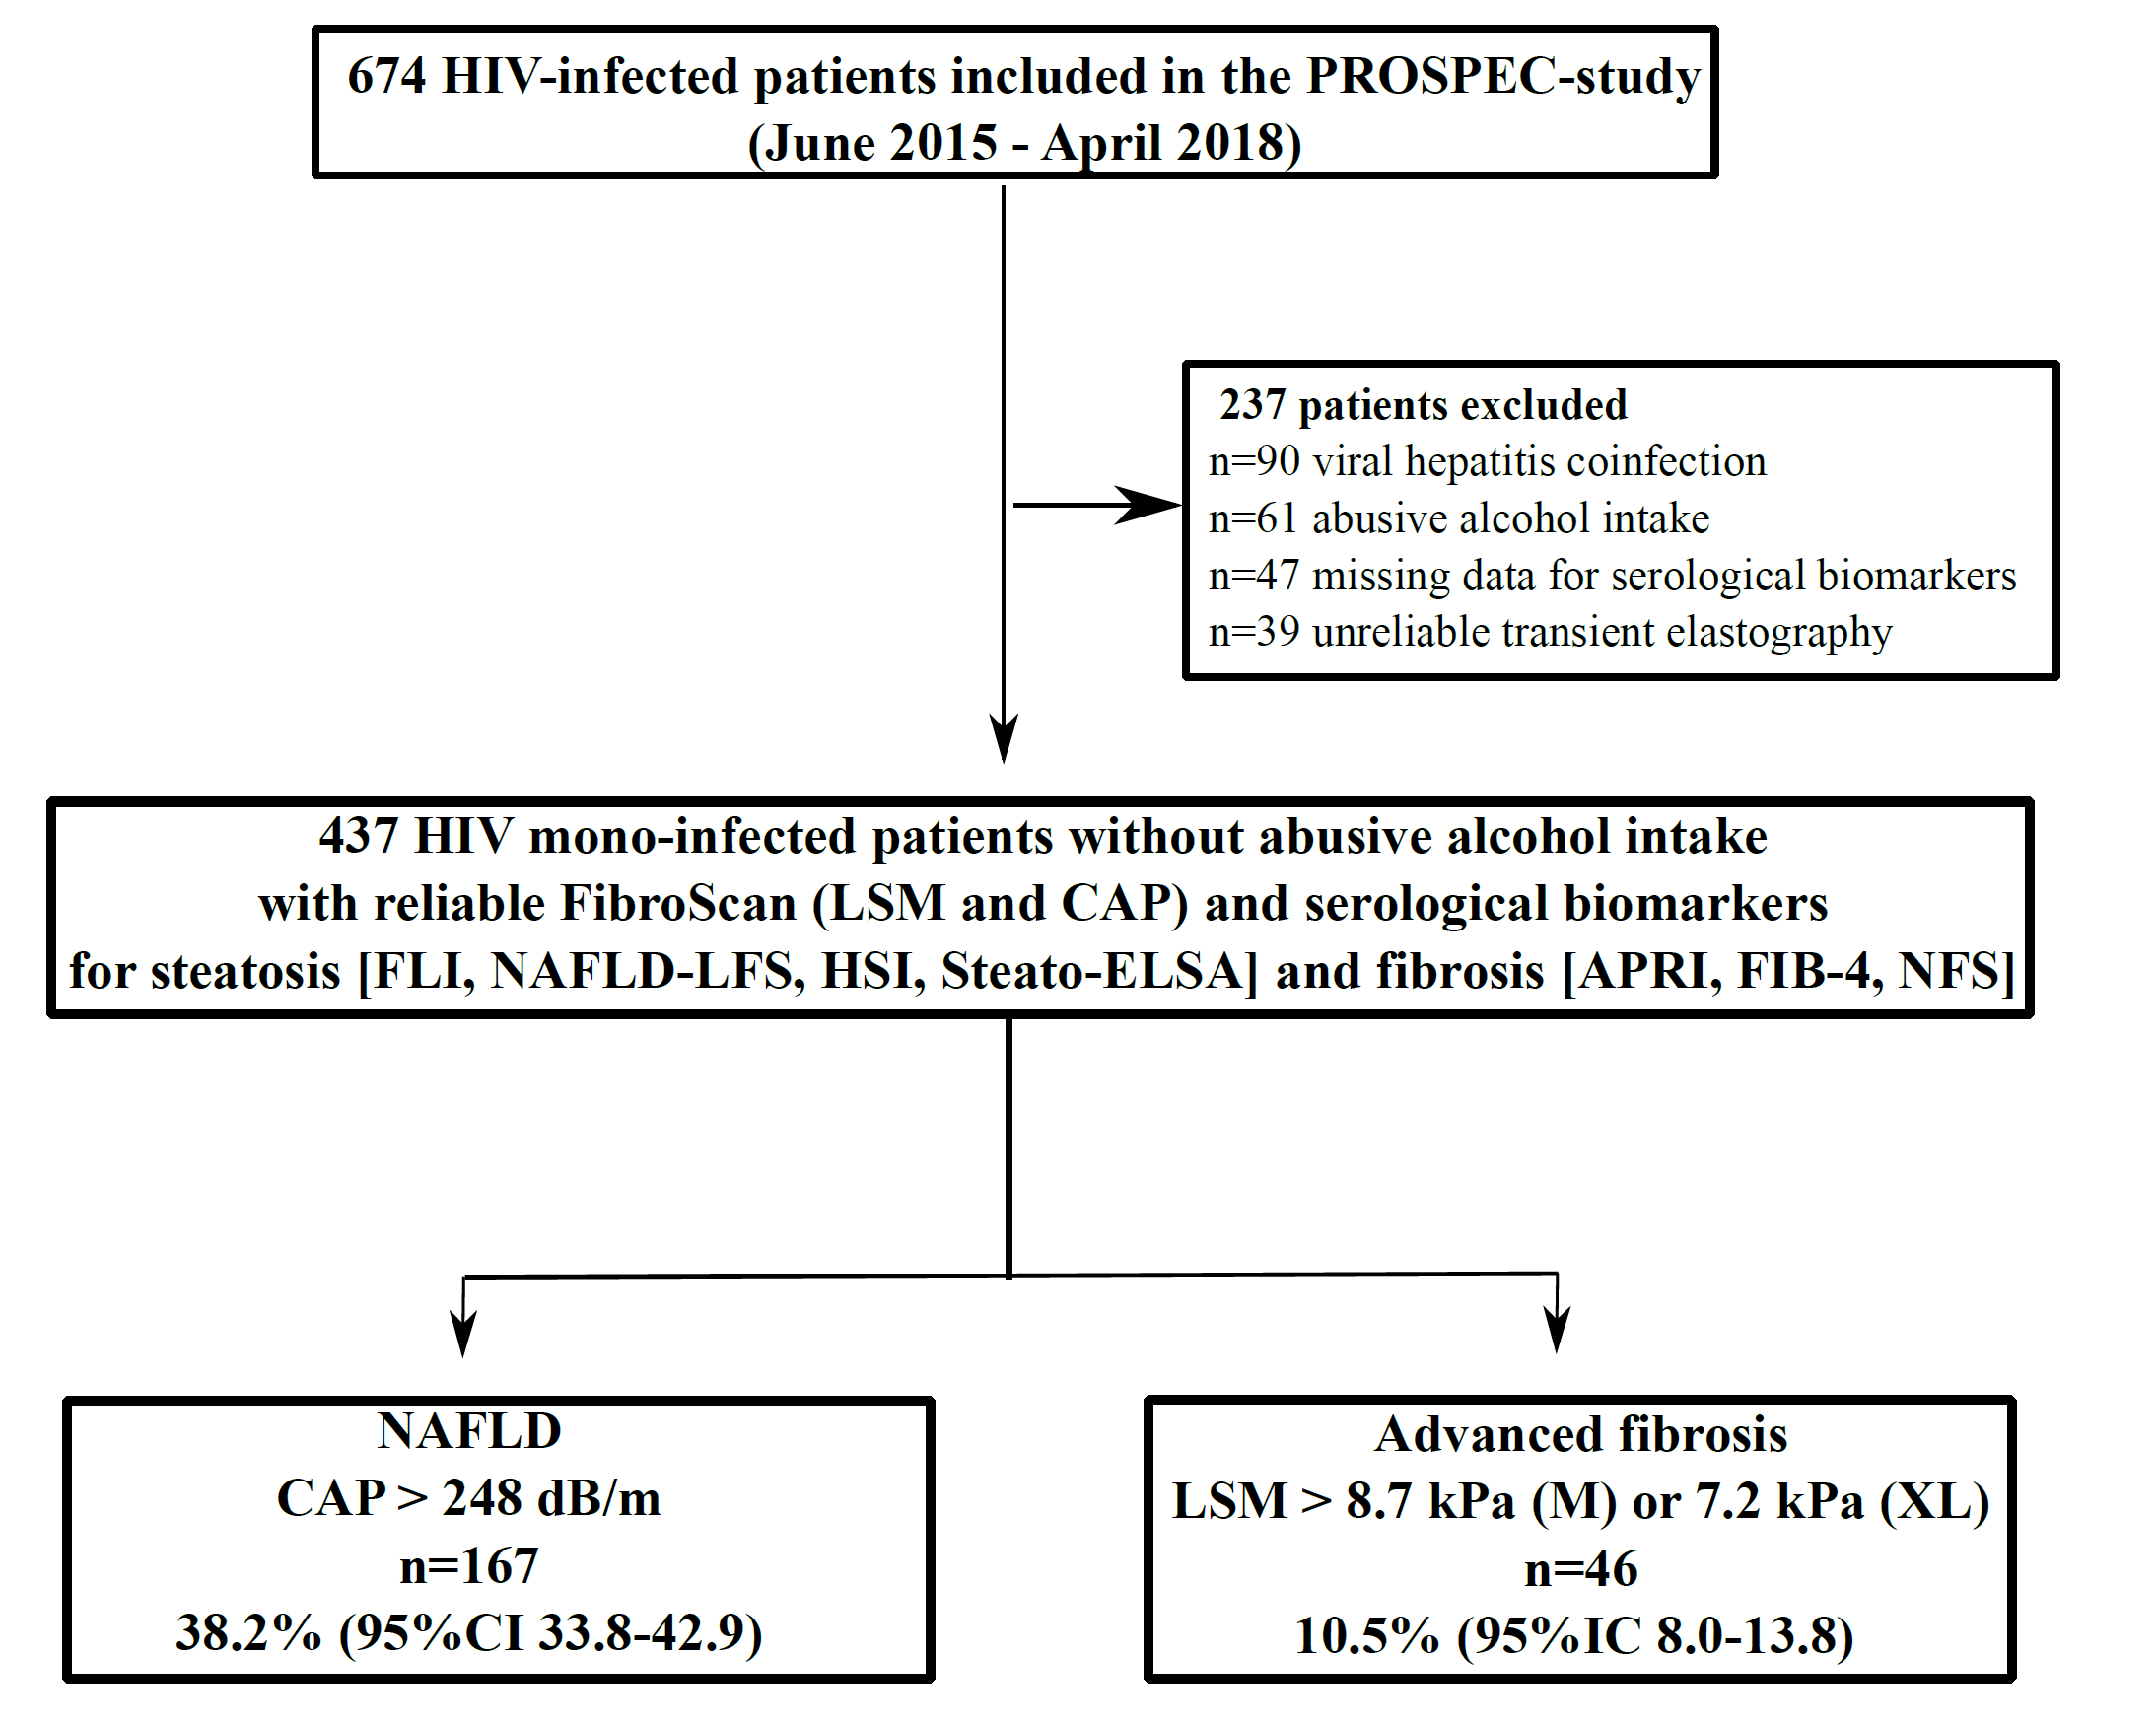 674 HIV-infected patients included in the PROSPEC-study
(June 2015 - April 2018)
237 patients excluded
n=90 viral hepatitis coinfection
n=61 abusive alcohol intake
n=47 missing data for serological biomarkers
n=39 unreliable transient elastography
437 HIV mono-infected patients without abusive alcohol intake
with reliable FibroScan (LSM and CAP) and serological biomarkers
for steatosis [FLI, NAFLD-LFS, HSI, Steato-ELSA] and fibrosis [APRI, FIB-4, NFS]
NAFLD
CAP > 248 dB/m
n=167
38.2% (95%CI 33.8-42.9)
Advanced fibrosis
LSM > 8.7 kPa (M) or 7.2 kPa (XL)
n=46
10.5% (95%IC 8.0-13.8)